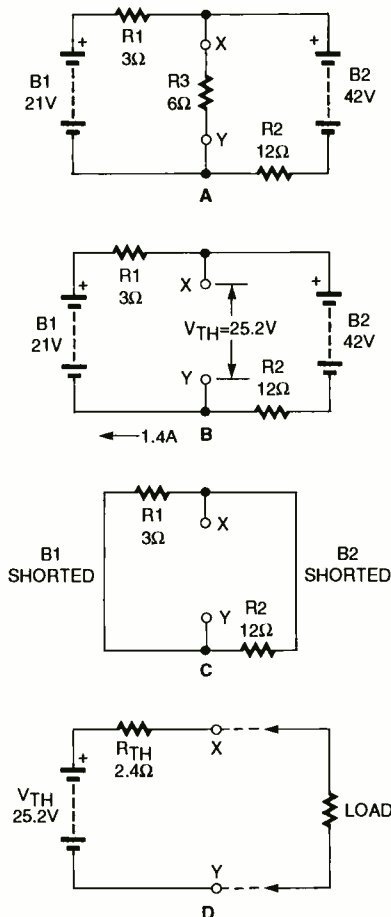 +
R1
3Ω
X
+
B1
21V
R3
6Ω
B2
42V
Y
R2
12Ω
A
+
R1
3Ω
X
+
B1
21V
VTH=25.2V
B2
42V
Y
R2
12Ω
1.4A
B
R1
3Ω
X
B1
SHORTED
B2
SHORTED
Y
R2
12Ω
C
+
RTH
2.4Ω
X
VTH
25.2V
LOAD
Y
D